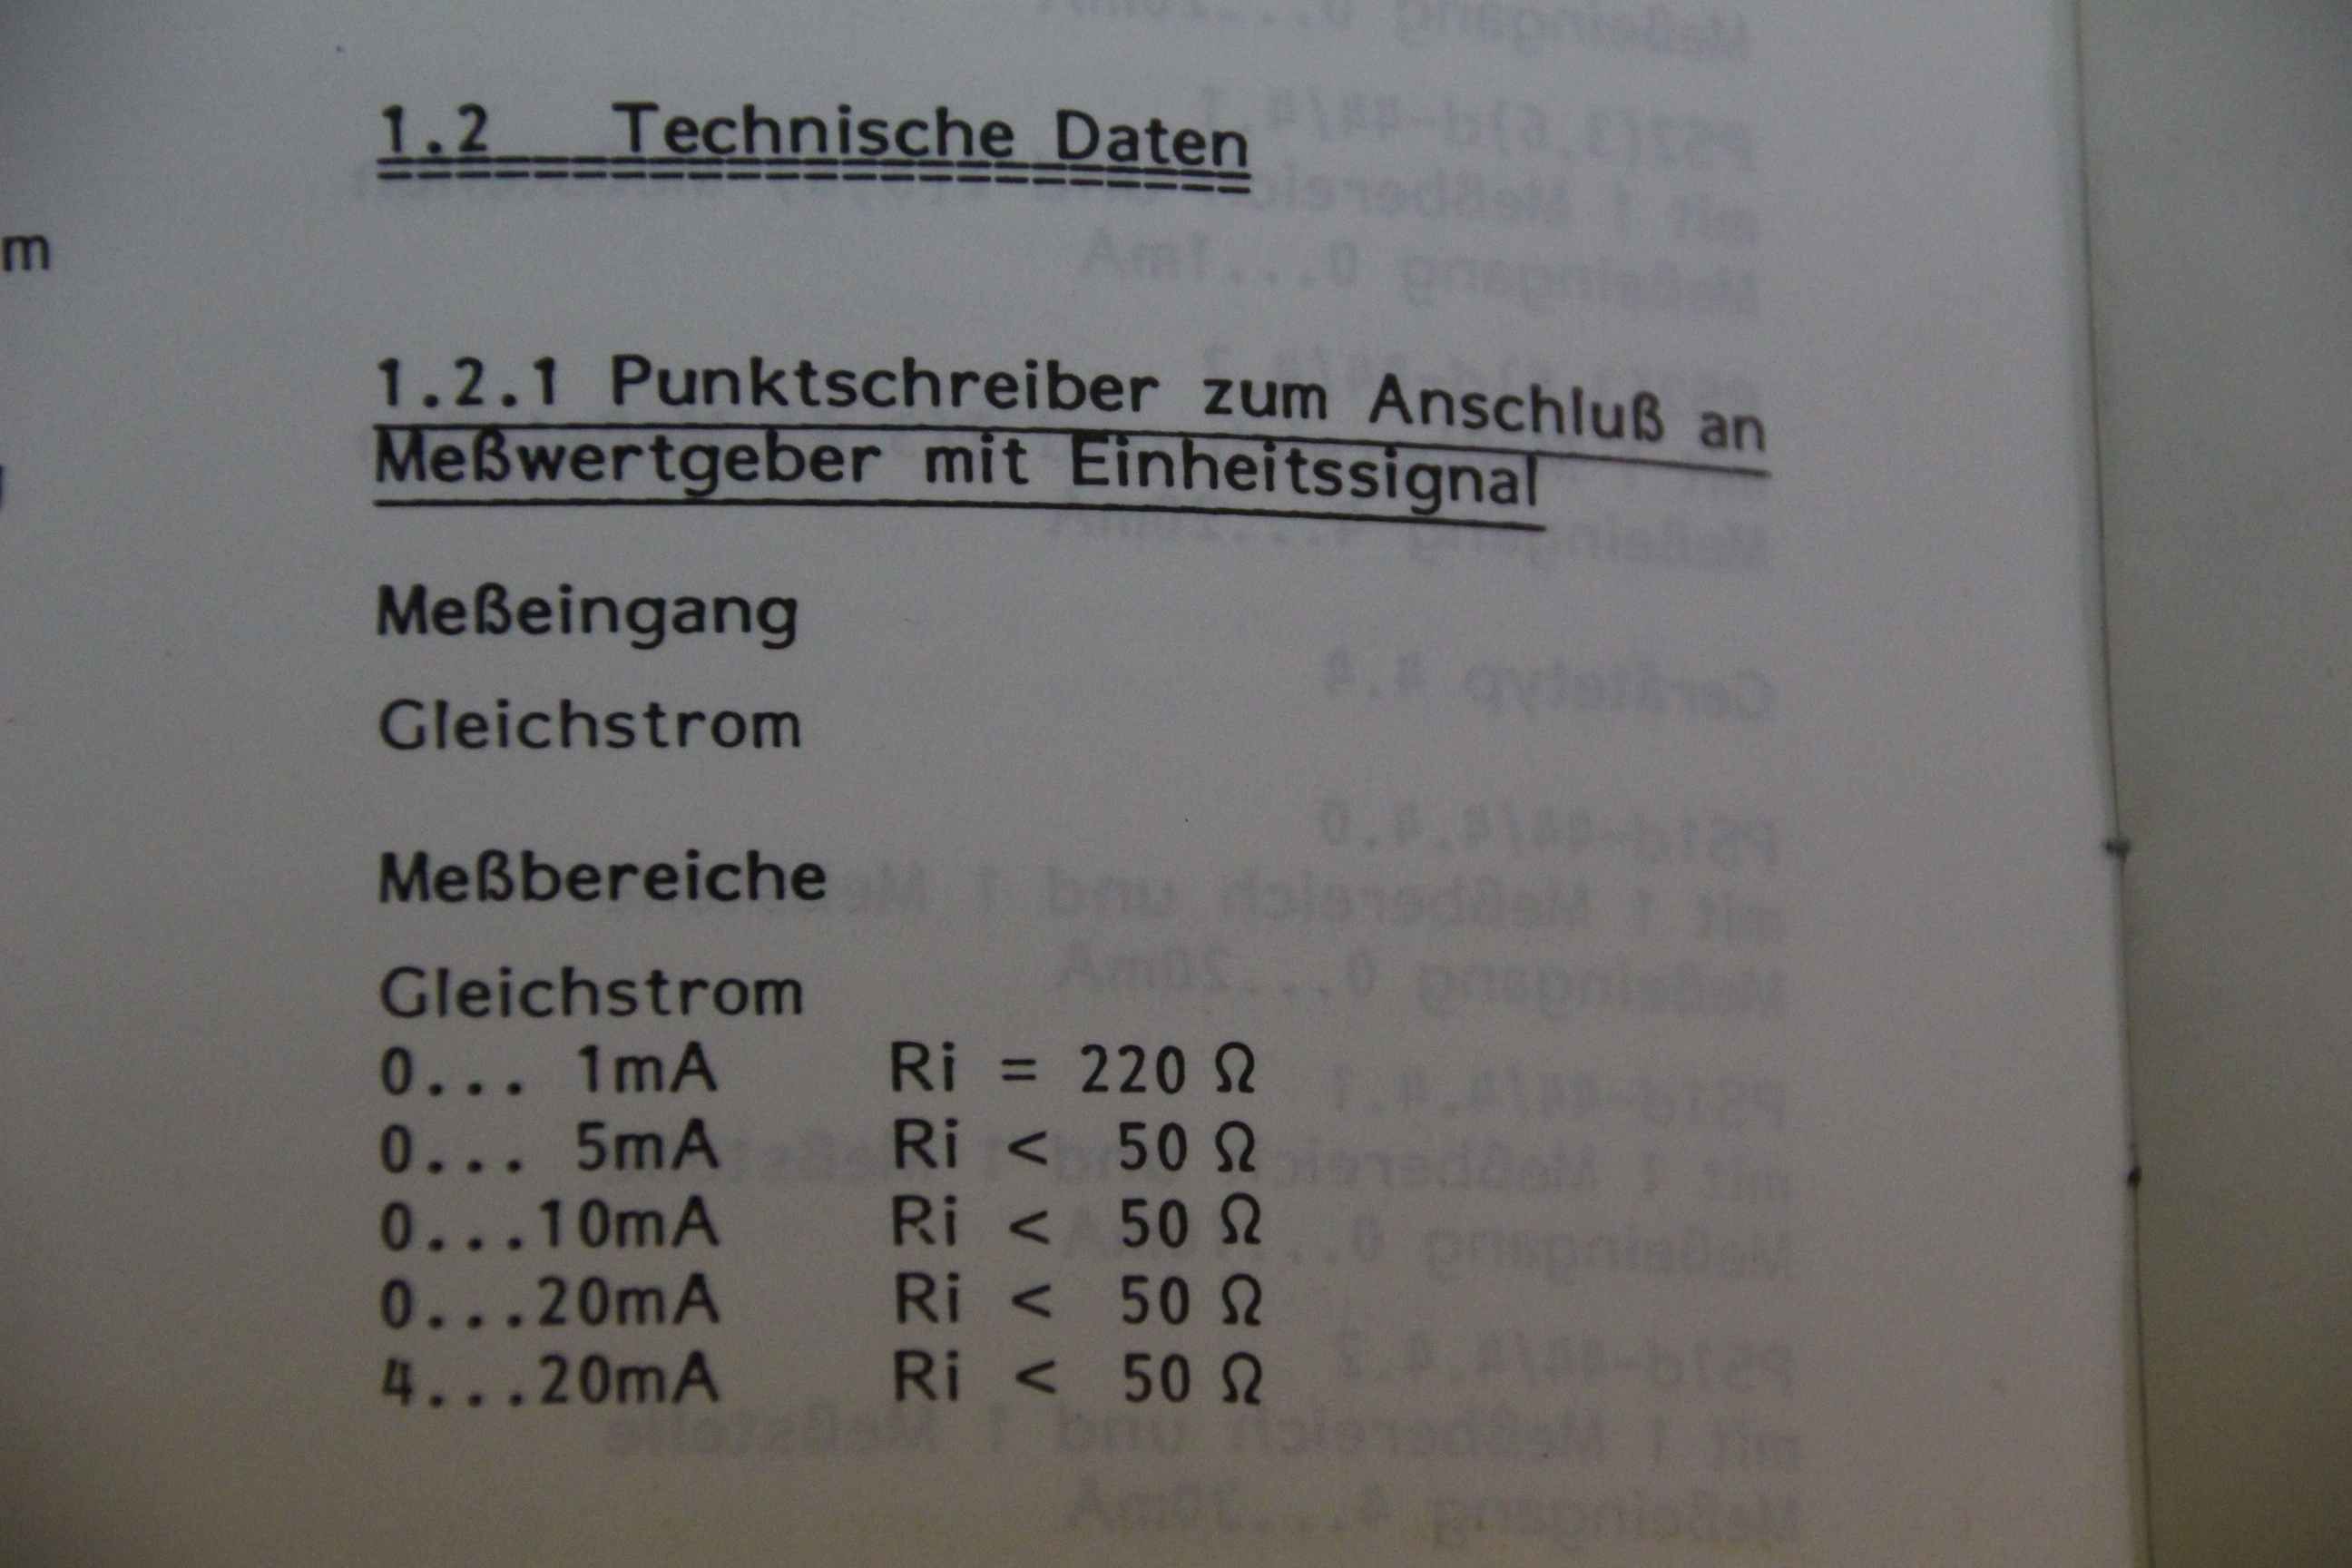 1.2 Technische Daten
m
1.2.1 Punktschreiber zum Anschluß an
Meßwertgeber mit Einheitssignal
Meßeingang
Gleichstrom
Meßbereiche
Gleichstrom
0... 1mA Ri = 220 Ω
0... 5mA Ri < 50 Ω
0...10mA Ri < 50 Ω
0...20mA Ri < 50 Ω
4...20mA Ri < 50 Ω